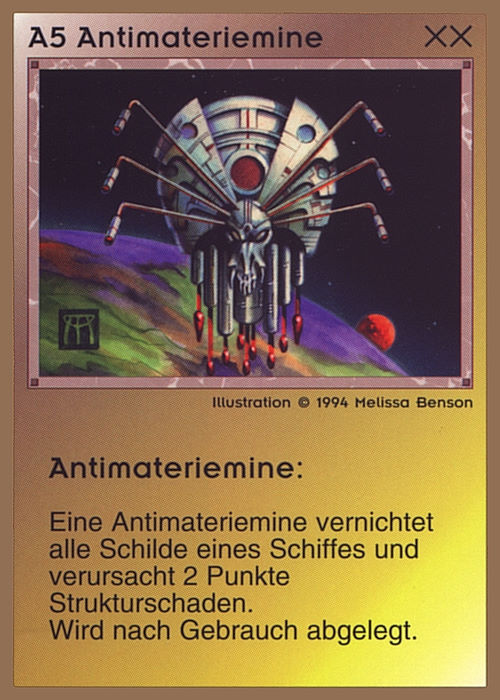 A5 Antimateriemine XX
Illustration © 1994 Melissa Benson
Antimateriemine:
Eine Antimateriemine vernichtet
alle Schilde eines Schiffes und
verursacht 2 Punkte
Strukturschaden.
Wird nach Gebrauch abgelegt.